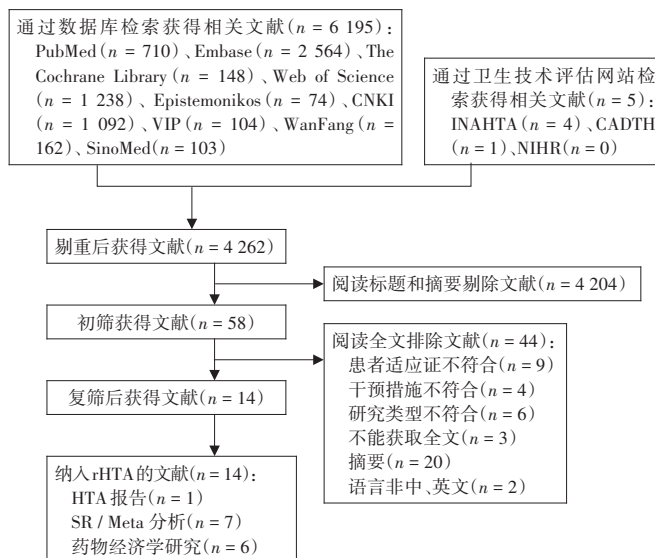 通过数据库检索获得相关文献(n = 6 195)：
PubMed(n = 710)、Embase(n = 2 564)、The
Cochrane Library(n = 148)、Web of Science
(n = 1 238)、Epistemonikos(n = 74)、CNKI
(n = 1 092)、VIP(n = 104)、WanFang(n =
162)、SinoMed(n = 103)
通过卫生技术评估网站检
索获得相关文献(n = 5)：
INAHTA(n = 4)、CADTH
(n = 1)、NIHR(n = 0)
剔重后获得文献(n = 4 262)
阅读标题和摘要剔除文献(n = 4 204)
初筛获得文献(n = 58)
阅读全文排除文献(n = 44)：
患者适应证不符合(n = 9)
干预措施不符合(n = 4)
研究类型不符合(n = 6)
不能获取全文(n = 3)
摘要(n = 20)
语言非中、英文(n = 2)
复筛后获得文献(n = 14)
纳入rHTA的文献(n = 14)：
HTA 报告(n = 1)
SR / Meta 分析(n = 7)
药物经济学研究(n = 6)